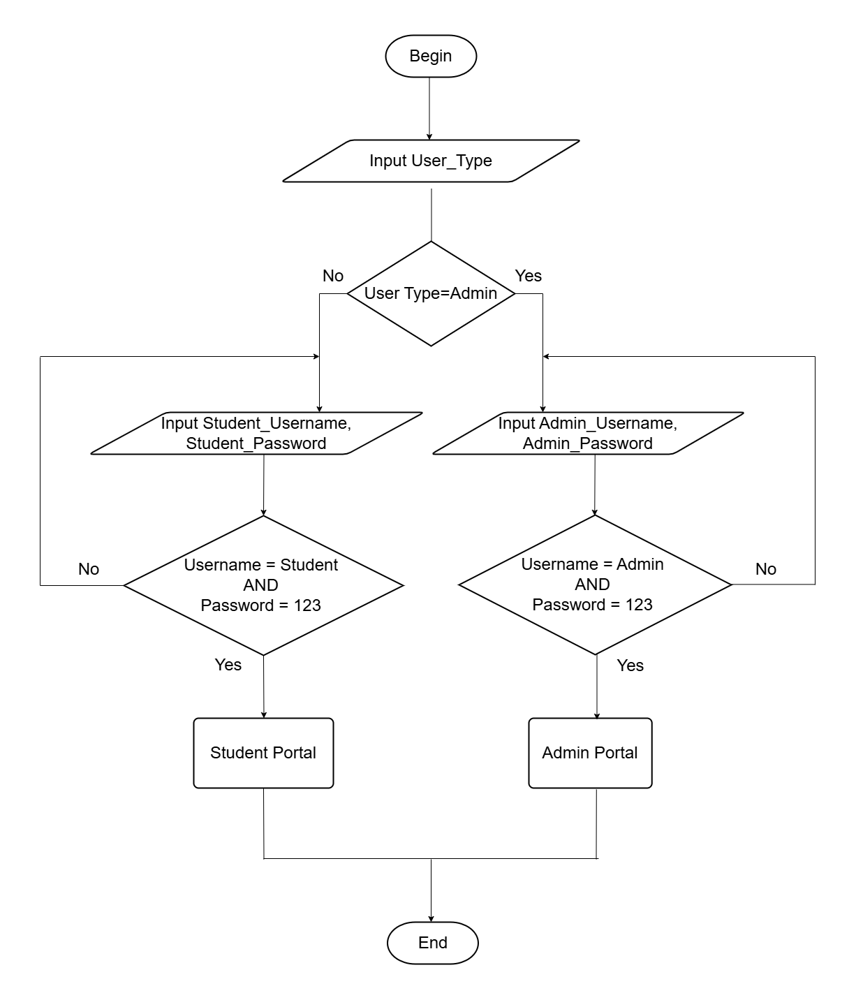 Begin
Input User_Type
No
Yes
User Type=Admin
Input Student_Username,
Student_Password
Input Admin_Username,
Admin_Password
No
Username = Student
AND
Password = 123
Username = Admin
AND
Password = 123
No
Yes
Yes
Student Portal
Admin Portal
End